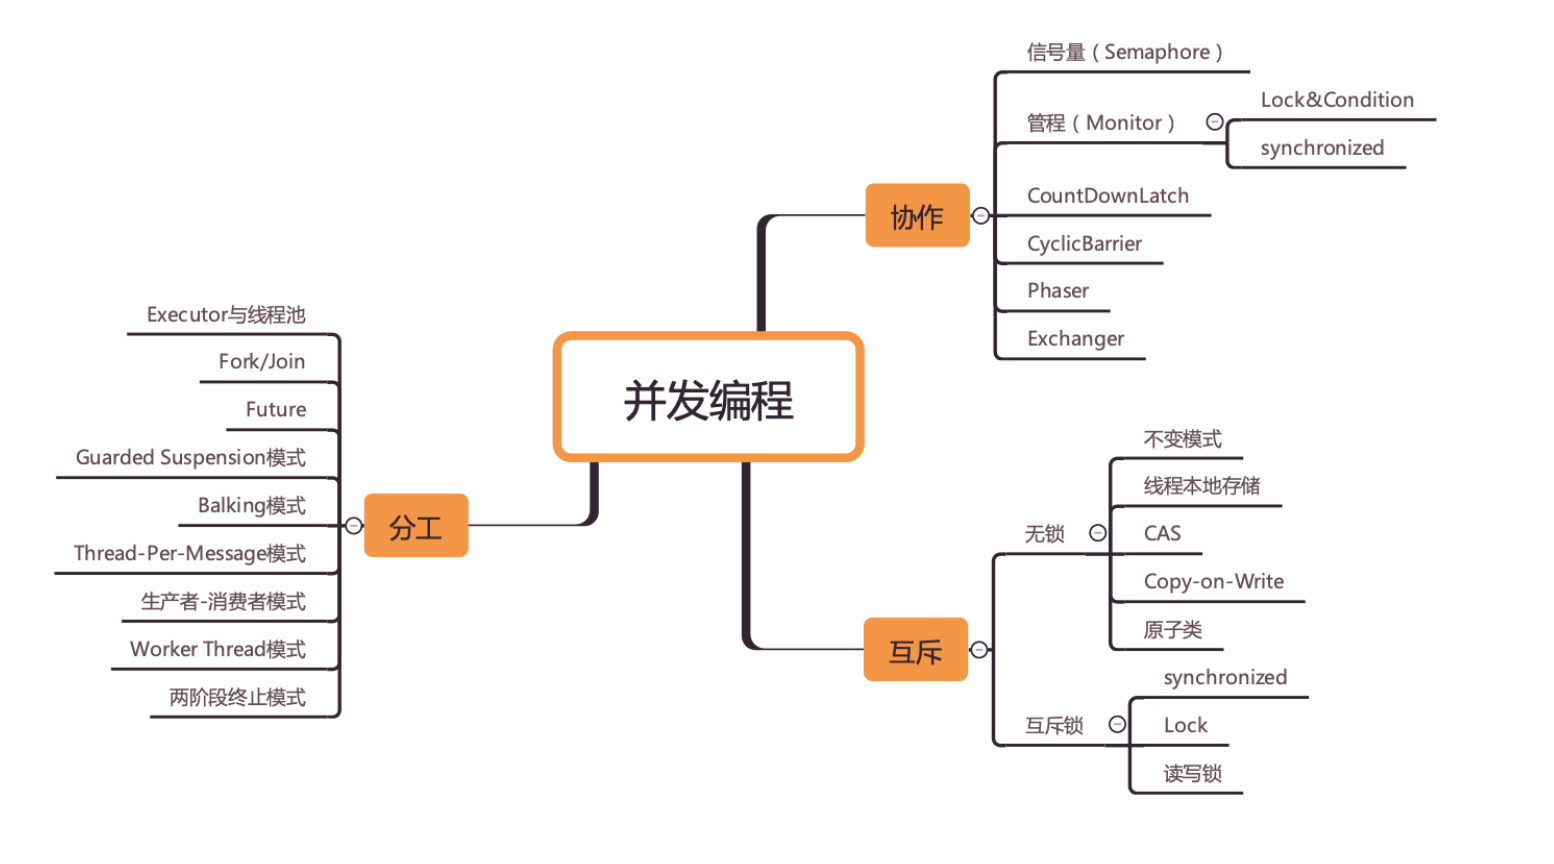 并发编程
协作
信号量（Semaphore）
管程（Monitor）
Lock&Condition
synchronized
CountDownLatch
CyclicBarrier
Phaser
Exchanger
分工
Executor与线程池
Fork/Join
Future
Guarded Suspension模式
Balking模式
Thread-Per-Message模式
生产者-消费者模式
Worker Thread模式
两阶段终止模式
互斥
无锁
不变模式
线程本地存储
CAS
Copy-on-Write
原子类
互斥锁
synchronized
Lock
读写锁